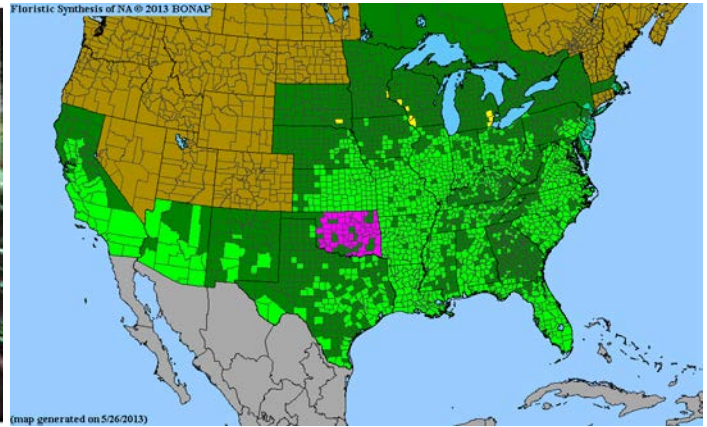 Floristic Synthesis of NA © 2013 BONAP
(map generated on 5/26/2013)